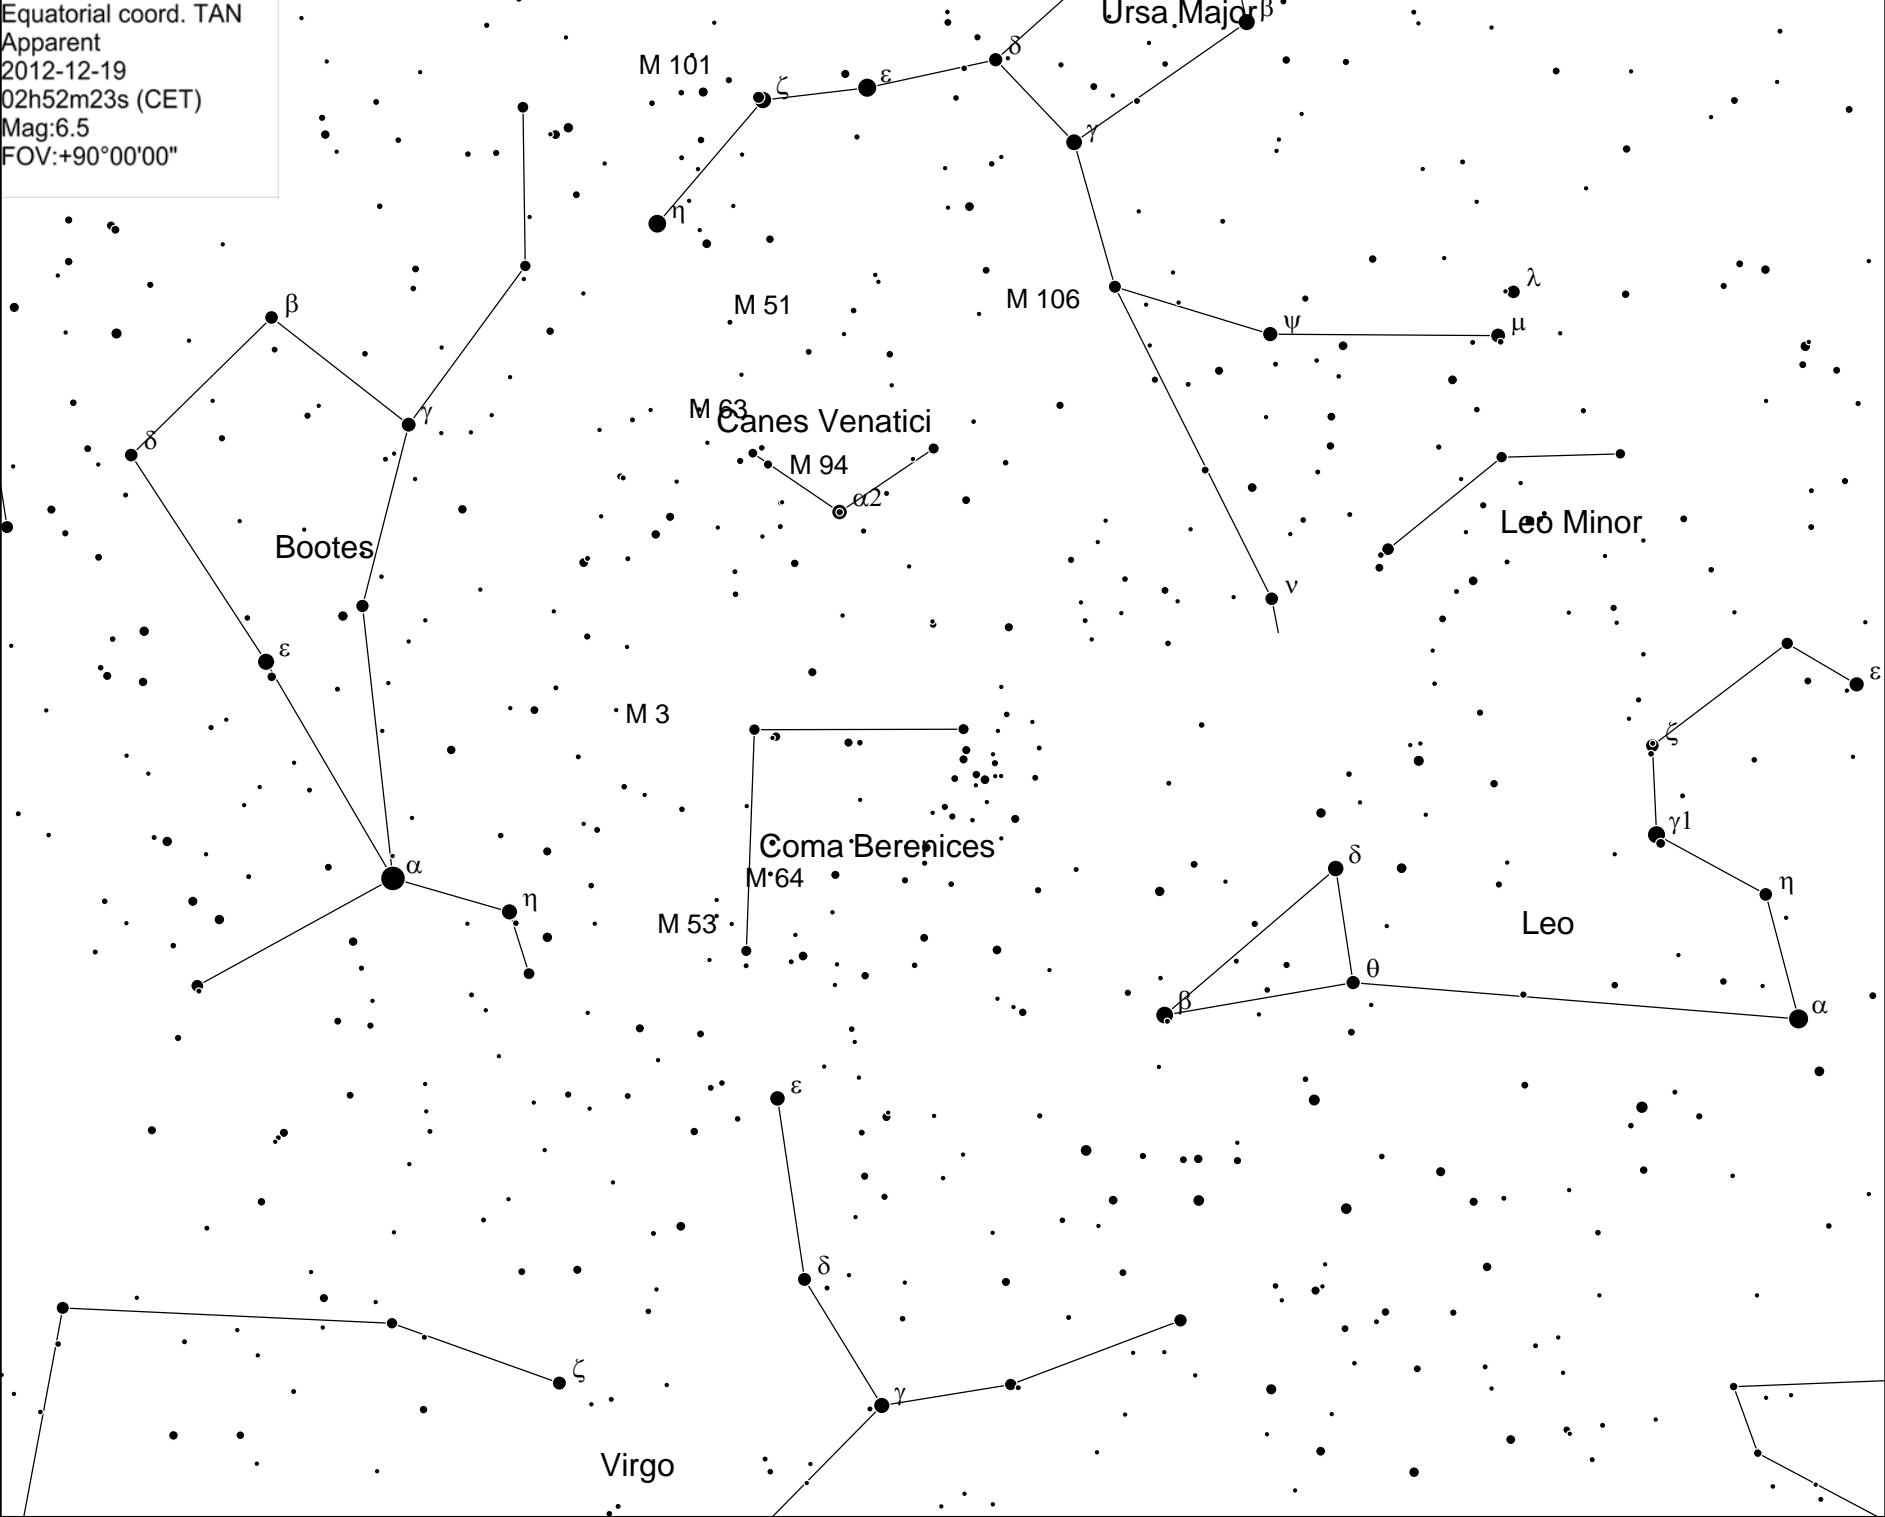 Equatorial coord. TAN
Apparent
2012-12-19
02h52m23s (CET)
Mag:6.5
FOV:+90°00'00"
Ursa Major β
δ
M 101
ζ
ε
γ
η
λ
M 51
M 106
β
ψ
μ
M 63
γ
Canes Venatici
δ
M 94
α2
Leo Minor
Bootes
ν
ε
ε
M 3
ζ
γ1
Coma Berenices
δ
α
M 64
η
η
M 53
Leo
θ
β
α
ε
δ
ζ
γ
Virgo